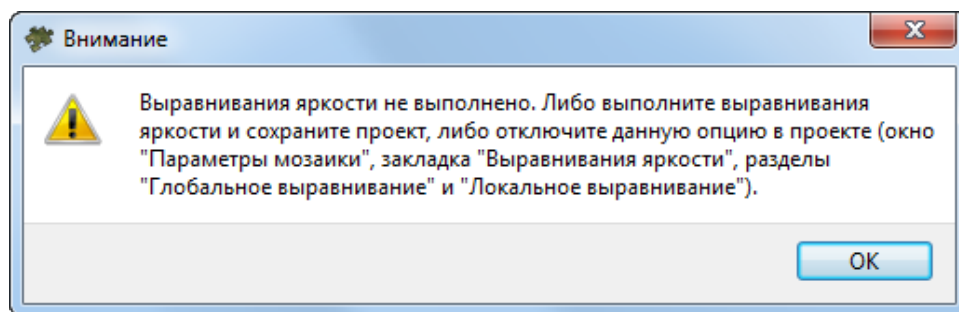 Внимание
Выравнивания яркости не выполнено. Либо выполните выравнивания
яркости и сохраните проект, либо отключите данную опцию в проекте (окно
"Параметры мозаики", закладка "Выравнивания яркости", разделы
"Глобальное выравнивание" и "Локальное выравнивание").
OK